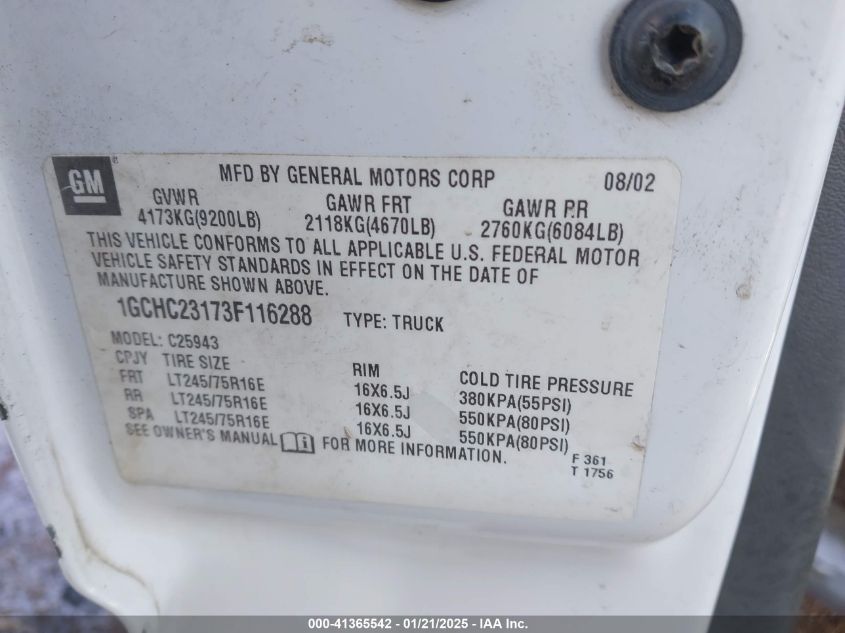 GM
MFD BY GENERAL MOTORS CORP 08/02
GVWR GAWR FRT GAWR RR
4173KG(9200LB) 2118KG(4670LB) 2760KG(6084LB)
THIS VEHICLE CONFORMS TO ALL APPLICABLE U.S. FEDERAL MOTOR
VEHICLE SAFETY STANDARDS IN EFFECT ON THE DATE OF
MANUFACTURE SHOWN ABOVE.
1GCHC23173F116288 TYPE: TRUCK
MODEL: C25943
CPJY TIRE SIZE RIM COLD TIRE PRESSURE
FRT LT245/75R16E 16X6.5J 380KPA(55PSI)
RR LT245/75R16E 16X6.5J 550KPA(80PSI)
SPA LT245/75R16E 16X6.5J 550KPA(80PSI)
SEE OWNER'S MANUAL FOR MORE INFORMATION.
F 361
T 1756
000-41365542 / 01/21/2025 - IAA Inc.